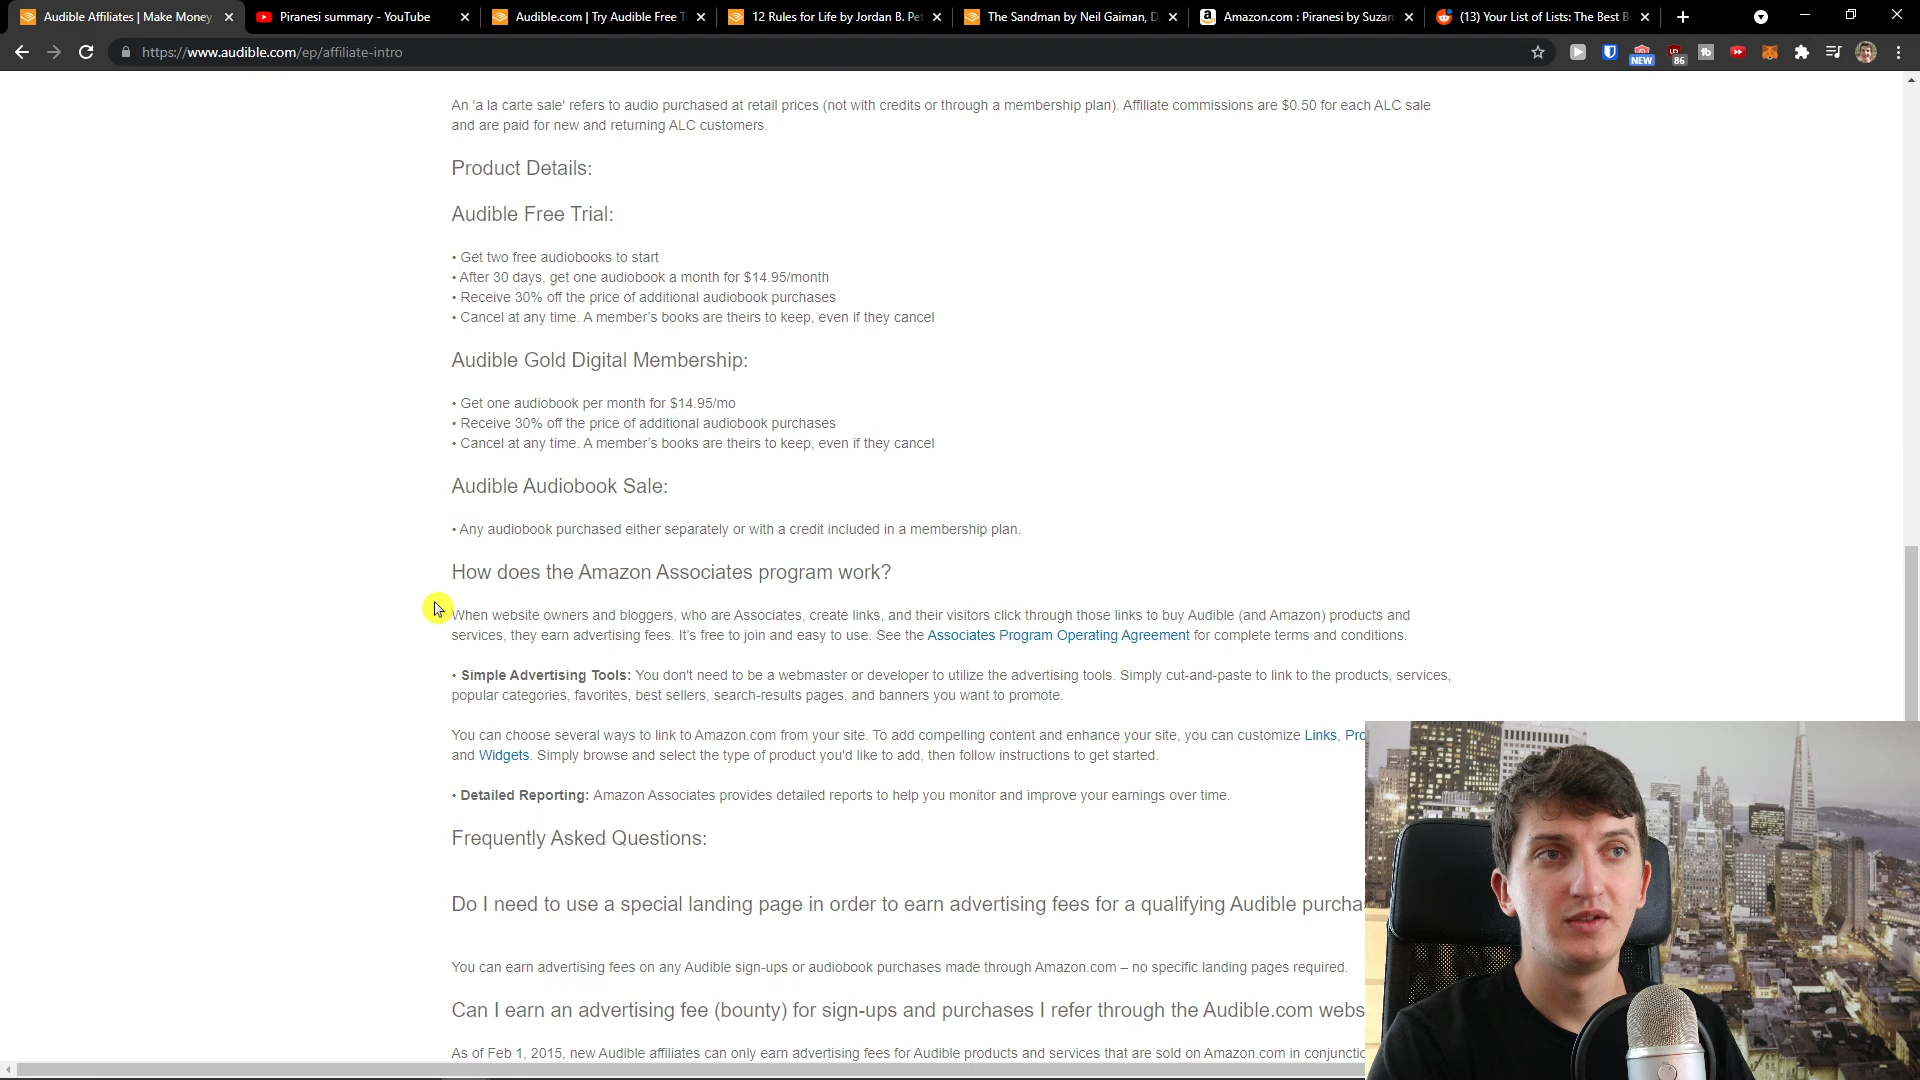 Audible Affiliates | Make Money
Piranesi summary - YouTube
Audible.com | Try Audible Free
12 Rules for Life by Jordan B. Pe
The Sandman by Neil Gaiman, D
Amazon.com : Piranesi by Suzan
(13) Your List of Lists: The Best B
https://www.audible.com/ep/affiliate-intro
NEW
86
An 'a la carte sale' refers to audio purchased at retail prices (not with credits or through a membership plan). Affiliate commissions are $0.50 for each ALC sale
and are paid for new and returning ALC customers.
Product Details:
Audible Free Trial:
• Get two free audiobooks to start
• After 30 days, get one audiobook a month for $14.95/month
• Receive 30% off the price of additional audiobook purchases
• Cancel at any time. A member's books are theirs to keep, even if they cancel
Audible Gold Digital Membership:
• Get one audiobook per month for $14.95/mo
• Receive 30% off the price of additional audiobook purchases
• Cancel at any time. A member's books are theirs to keep, even if they cancel
Audible Audiobook Sale:
• Any audiobook purchased either separately or with a credit included in a membership plan.
How does the Amazon Associates program work?
When website owners and bloggers, who are Associates, create links, and their visitors click through those links to buy Audible (and Amazon) products and
services, they earn advertising fees. It's free to join and easy to use. See the Associates Program Operating Agreement for complete terms and conditions.
• Simple Advertising Tools: You don't need to be a webmaster or developer to utilize the advertising tools. Simply cut-and-paste to link to the products, services,
popular categories, favorites, best sellers, search-results pages, and banners you want to promote.
You can choose several ways to link to Amazon.com from your site. To add compelling content and enhance your site, you can customize Links, Pro
and Widgets. Simply browse and select the type of product you'd like to add, then follow instructions to get started.
• Detailed Reporting: Amazon Associates provides detailed reports to help you monitor and improve your earnings over time.
Frequently Asked Questions:
Do I need to use a special landing page in order to earn advertising fees for a qualifying Audible purcha
You can earn advertising fees on any Audible sign-ups or audiobook purchases made through Amazon.com – no specific landing pages required.
Can I earn an advertising fee (bounty) for sign-ups and purchases I refer through the Audible.com webs
As of Feb 1, 2015, new Audible affiliates can only earn advertising fees for Audible products and services that are sold on Amazon.com in conjunctio